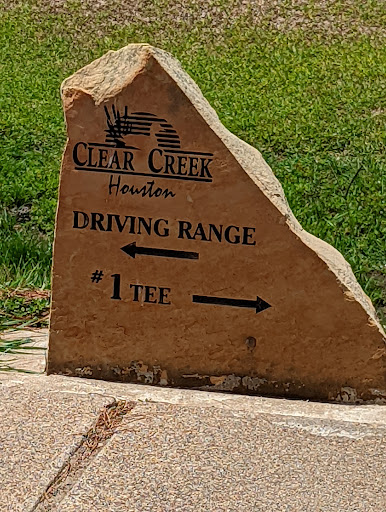 CLEAR CREEK
Houston
DRIVING RANGE
←
#1 TEE →